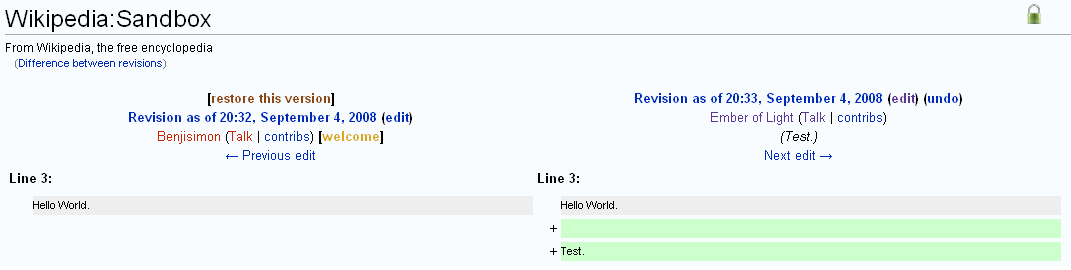 Wikipedia:Sandbox
From Wikipedia, the free encyclopedia
(Difference between revisions)
[restore this version]
Revision as of 20:32, September 4, 2008 (edit)
Benjisimon (Talk | contribs) [welcome]
← Previous edit
Revision as of 20:33, September 4, 2008 (edit) (undo)
Ember of Light (Talk | contribs)
(Test.)
Next edit →
Line 3:
Line 3:
Hello World.
Hello World.
+
+ Test.